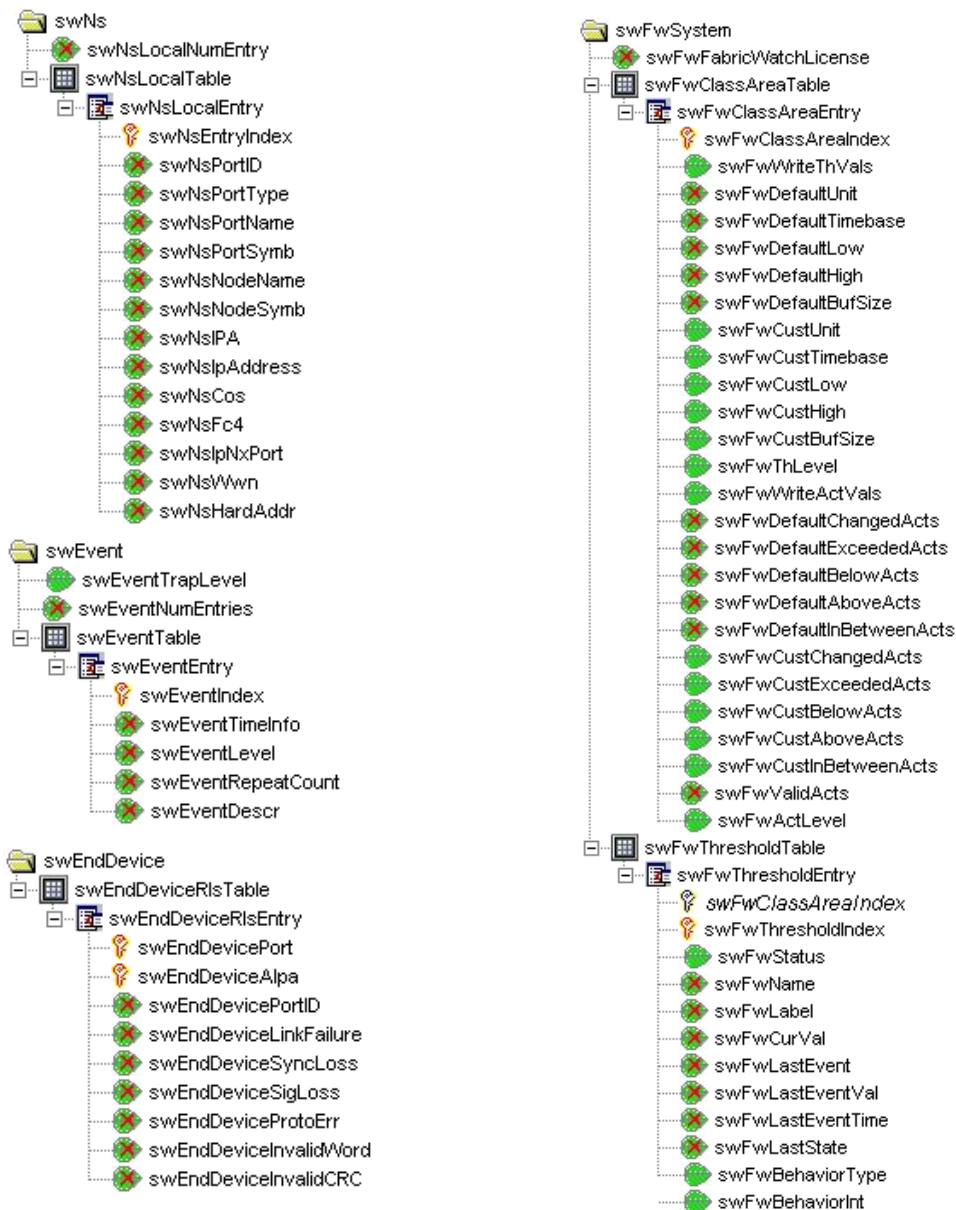 swNs
swNsLocalNumEntry
swNsLocalTable
swNsLocalEntry
swNsEntryIndex
swNsPortID
swNsPortType
swNsPortName
swNsPortSymb
swNsNodeName
swNsNodeSymb
swNsIPA
swNsIpAddress
swNsCos
swNsFc4
swNsIpNxPort
swNsWwn
swNsHardAddr
swEvent
swEventTrapLevel
swEventNumEntries
swEventTable
swEventEntry
swEventIndex
swEventTimeInfo
swEventLevel
swEventRepeatCount
swEventDescr
swEndDevice
swEndDeviceRlsTable
swEndDeviceRlsEntry
swEndDevicePort
swEndDeviceAlpa
swEndDevicePortID
swEndDeviceLinkFailure
swEndDeviceSyncLoss
swEndDeviceSigLoss
swEndDeviceProtoErr
swEndDeviceInvalidWord
swEndDeviceInvalidCRC
swFwSystem
swFwFabricWatchLicense
swFwClassAreaTable
swFwClassAreaEntry
swFwClassAreaIndex
swFwWriteThVals
swFwDefaultUnit
swFwDefaultTimebase
swFwDefaultLow
swFwDefaultHigh
swFwDefaultBufSize
swFwCustUnit
swFwCustTimebase
swFwCustLow
swFwCustHigh
swFwCustBufSize
swFwThLevel
swFwWriteActVals
swFwDefaultChangedActs
swFwDefaultExceededActs
swFwDefaultBelowActs
swFwDefaultAboveActs
swFwDefaultInBetweenActs
swFwCustChangedActs
swFwCustExceededActs
swFwCustBelowActs
swFwCustAboveActs
swFwCustInBetweenActs
swFwValidActs
swFwActLevel
swFwThresholdTable
swFwThresholdEntry
swFwClassAreaIndex
swFwThresholdIndex
swFwStatus
swFwName
swFwLabel
swFwCurVal
swFwLastEvent
swFwLastEventVal
swFwLastEventTime
swFwLastState
swFwBehaviorType
swFwBehaviorInt